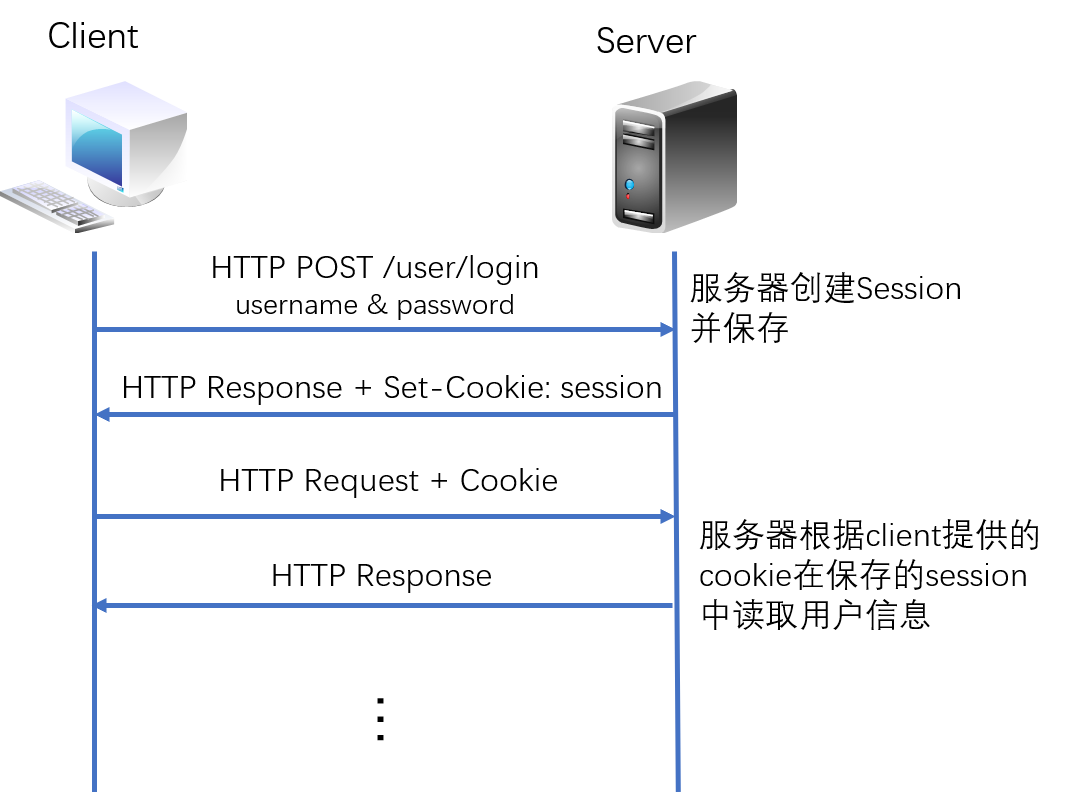 Client
Server
HTTP POST /user/login
username & password
服务器创建Session
并保存
HTTP Response + Set-Cookie: session
HTTP Request + Cookie
服务器根据client提供的
cookie在保存的session
中读取用户信息
HTTP Response